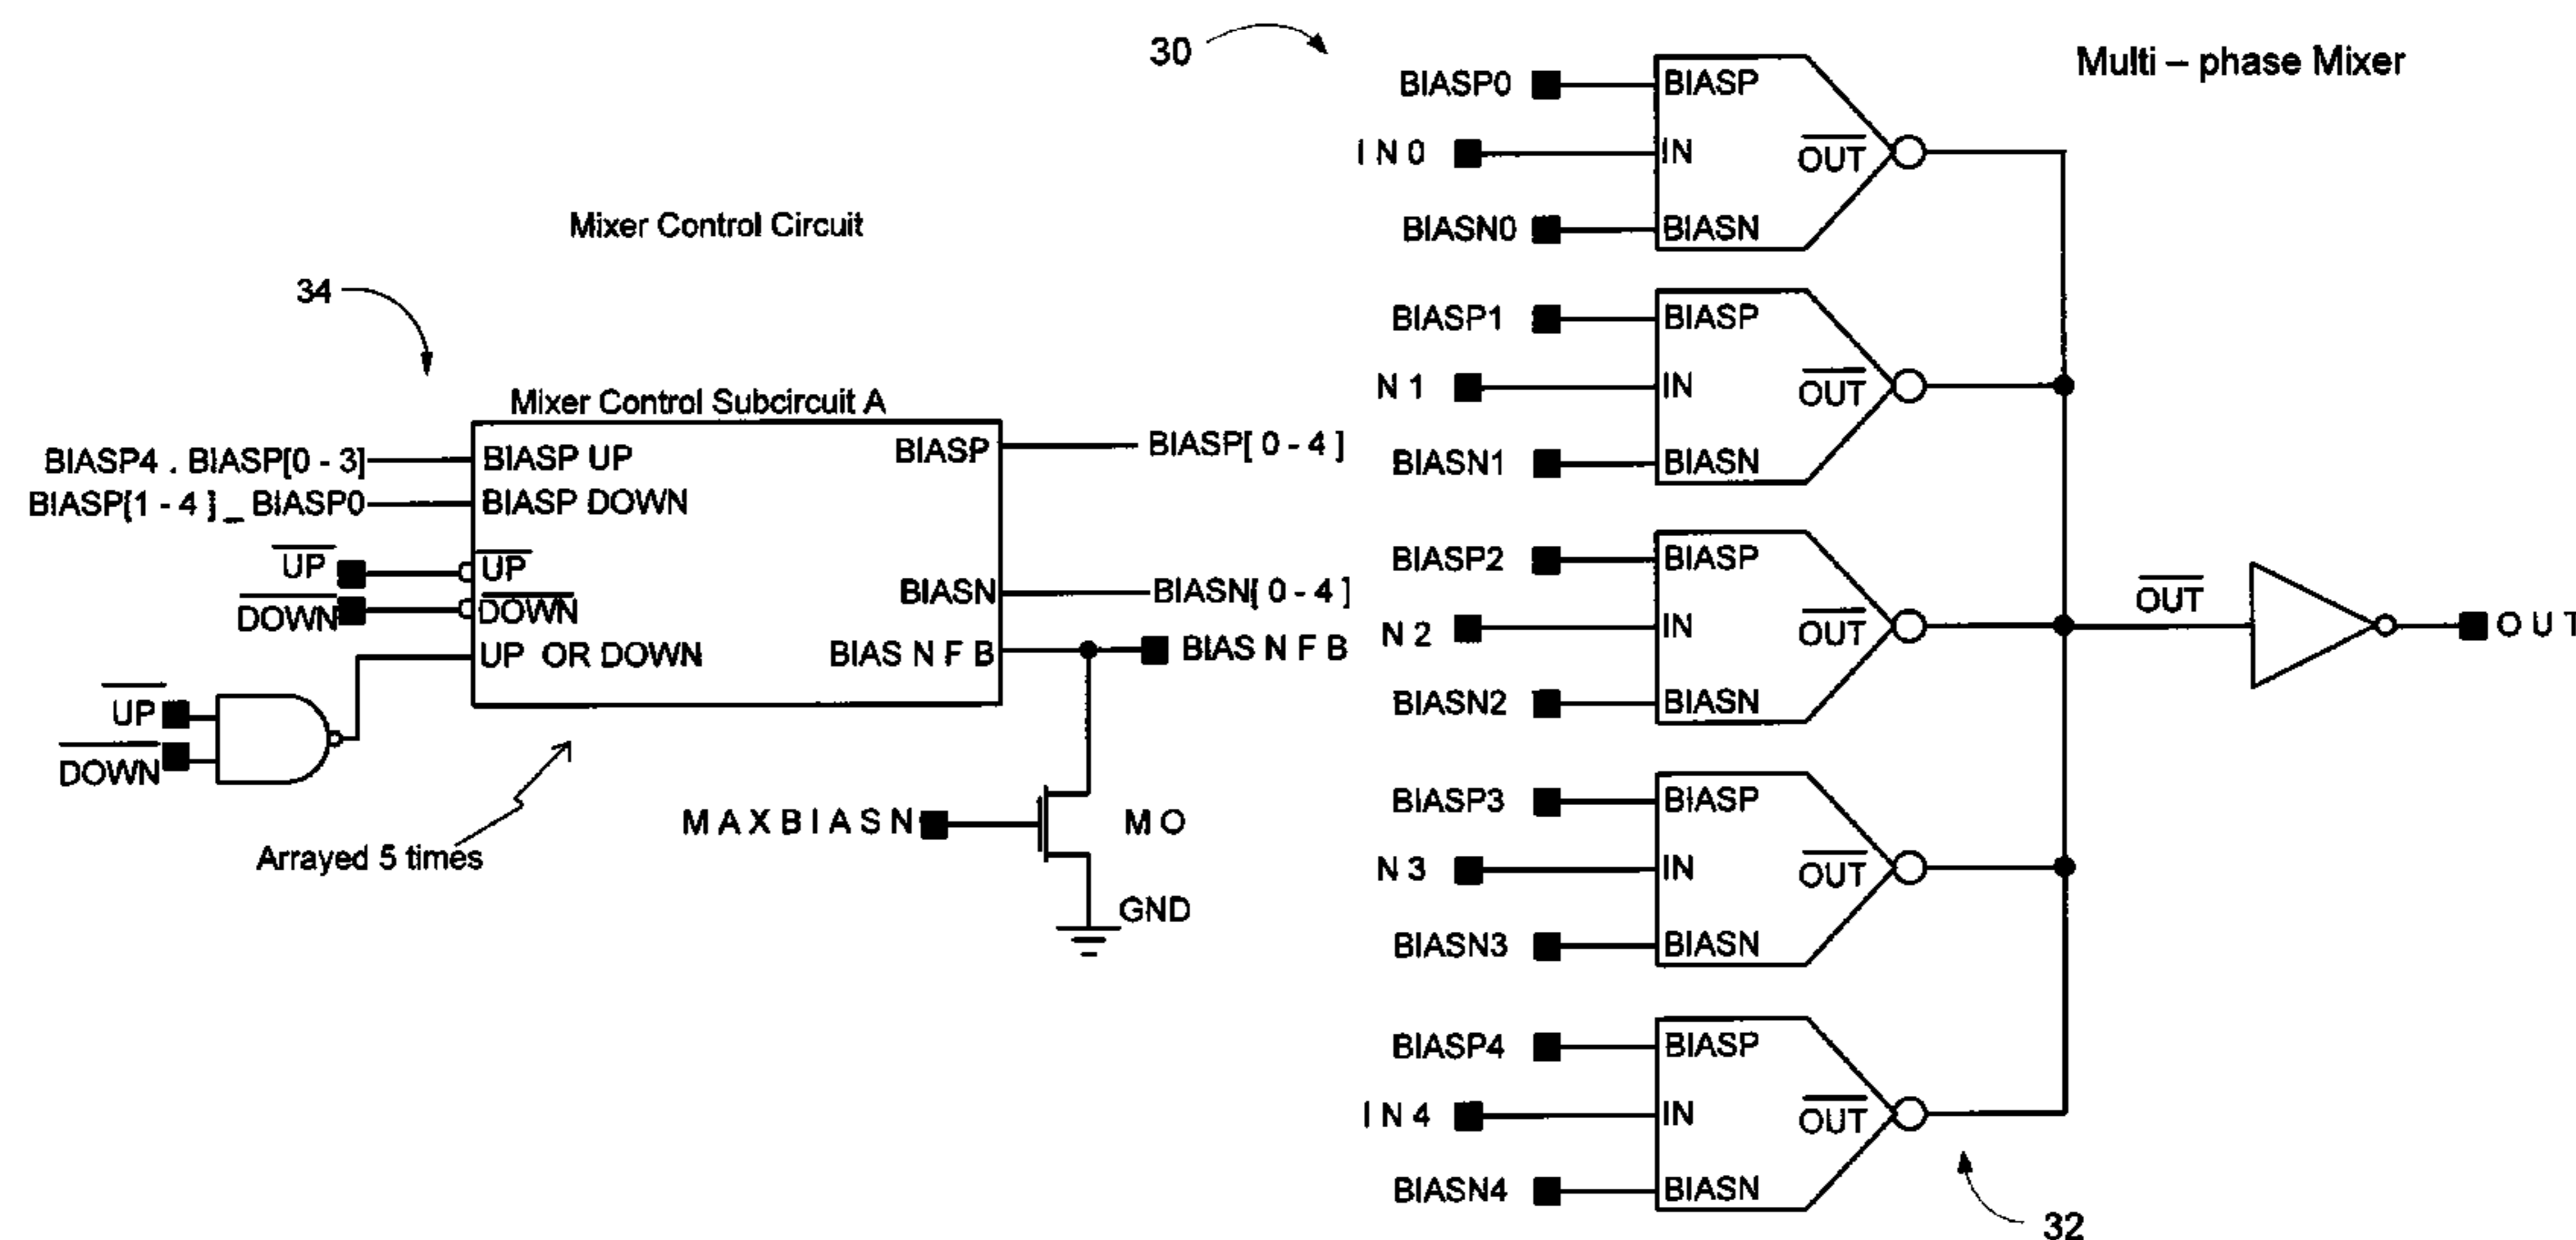 30
Multi – phase Mixer
Mixer Control Circuit
34
Mixer Control Subcircuit A
BIASP4 . BIASP[0 - 3]
BIASP UP
BIASP
BIASP[ 0 - 4 ]
BIASP[1 - 4 ] _ BIASP0
BIASP DOWN
UP
UP
DOWN
DOWN
BIASN
BIASN[ 0 - 4 ]
UP OR DOWN
BIAS N F B
BIAS N F B
UP
DOWN
Arrayed 5 times
M A X B I A S N
M O
GND
BIASP0
BIASP
I N 0
IN
OUT
BIASN0
BIASN
BIASP1
BIASP
N 1
IN
OUT
BIASN1
BIASN
BIASP2
BIASP
N 2
IN
OUT
BIASN2
BIASN
OUT
O U T
BIASP3
BIASP
N 3
IN
OUT
BIASN3
BIASN
BIASP4
BIASP
I N 4
IN
OUT
BIASN4
BIASN
32